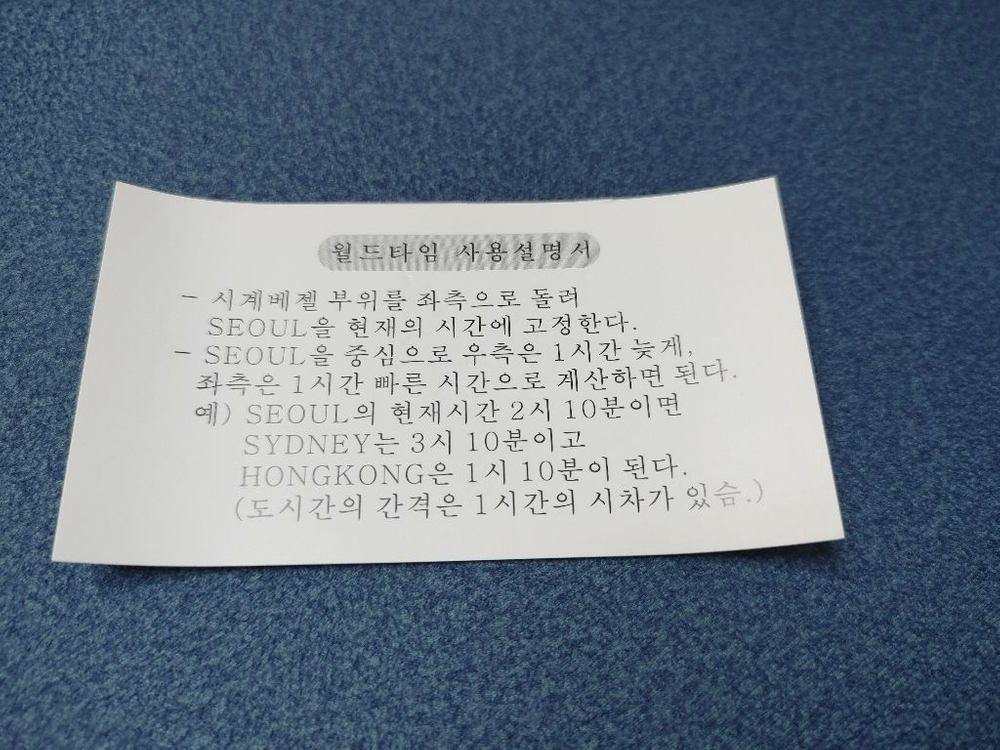 월드타임 사용설명서
- 시계베젤 부위를 좌측으로 돌려
SEOUL을 현재의 시간에 고정한다.
- SEOUL을 중심으로 우측은 1시간 늦게,
좌측은 1시간 빠른 시간으로 계산하면 된다.
예) SEOUL의 현재시간 2시 10분이면
SYDNEY는 3시 10분이고
HONGKONG은 1시 10분이 된다.
(도시간의 간격은 1시간의 시차가 있슴.)